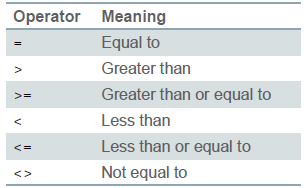 Operator Meaning
= Equal to
> Greater than
>= Greater than or equal to
< Less than
<= Less than or equal to
<> Not equal to